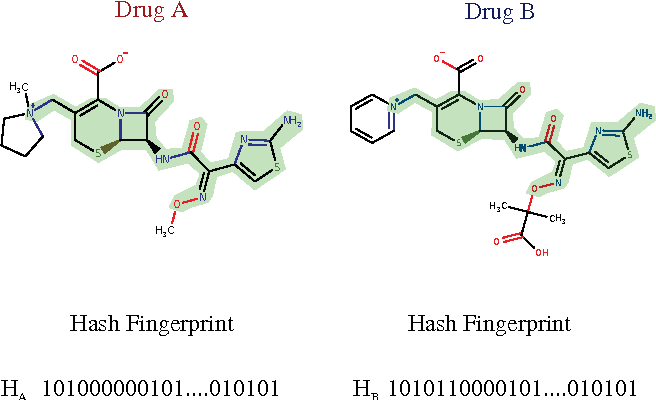 Drug A
Drug B
O
O⁻
O
O⁻
H₃C
N⁺
N
O
N⁺
N
O
S
N
NH₂
S
N
NH₂
HN
O
S
HN
O
S
O
N
O
N
H₃C
H₃C
CH₃
O
OH
Hash Fingerprint
Hash Fingerprint
H_A 101000000101....010101
H_B 1010110000101....010101